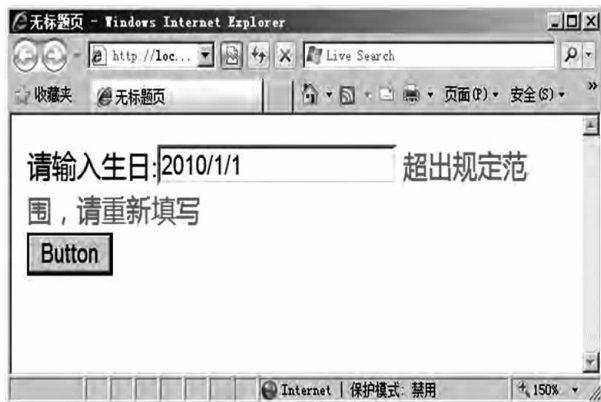 无标题页 - Windows Internet Explorer
http://loc... Live Search
收藏夹 无标题页 页面(P) 安全(S) »
请输入生日:2010/1/1 超出规定范
围，请重新填写
Button
Internet | 保护模式: 禁用 150%